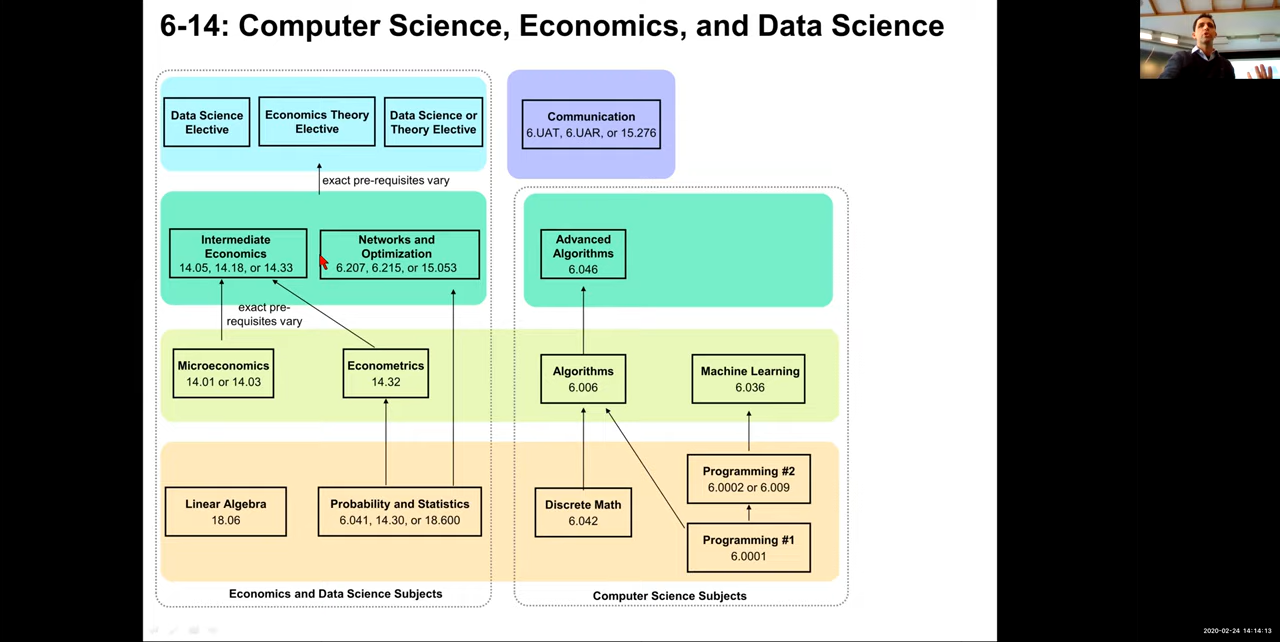 6-14: Computer Science, Economics, and Data Science
Data Science
Elective
Economics Theory
Elective
Data Science or
Theory Elective
Communication
6.UAT, 6.UAR, or 15.276
exact pre-requisites vary
Intermediate
Economics
14.05, 14.18, or 14.33
Networks and
Optimization
6.207, 6.215, or 15.053
Advanced
Algorithms
6.046
exact pre-
requisites vary
Microeconomics
14.01 or 14.03
Econometrics
14.32
Algorithms
6.006
Machine Learning
6.036
Linear Algebra
18.06
Probability and Statistics
6.041, 14.30, or 18.600
Discrete Math
6.042
Programming #2
6.0002 or 6.009
Programming #1
6.0001
Economics and Data Science Subjects
Computer Science Subjects
2020-02-24 14:14:13